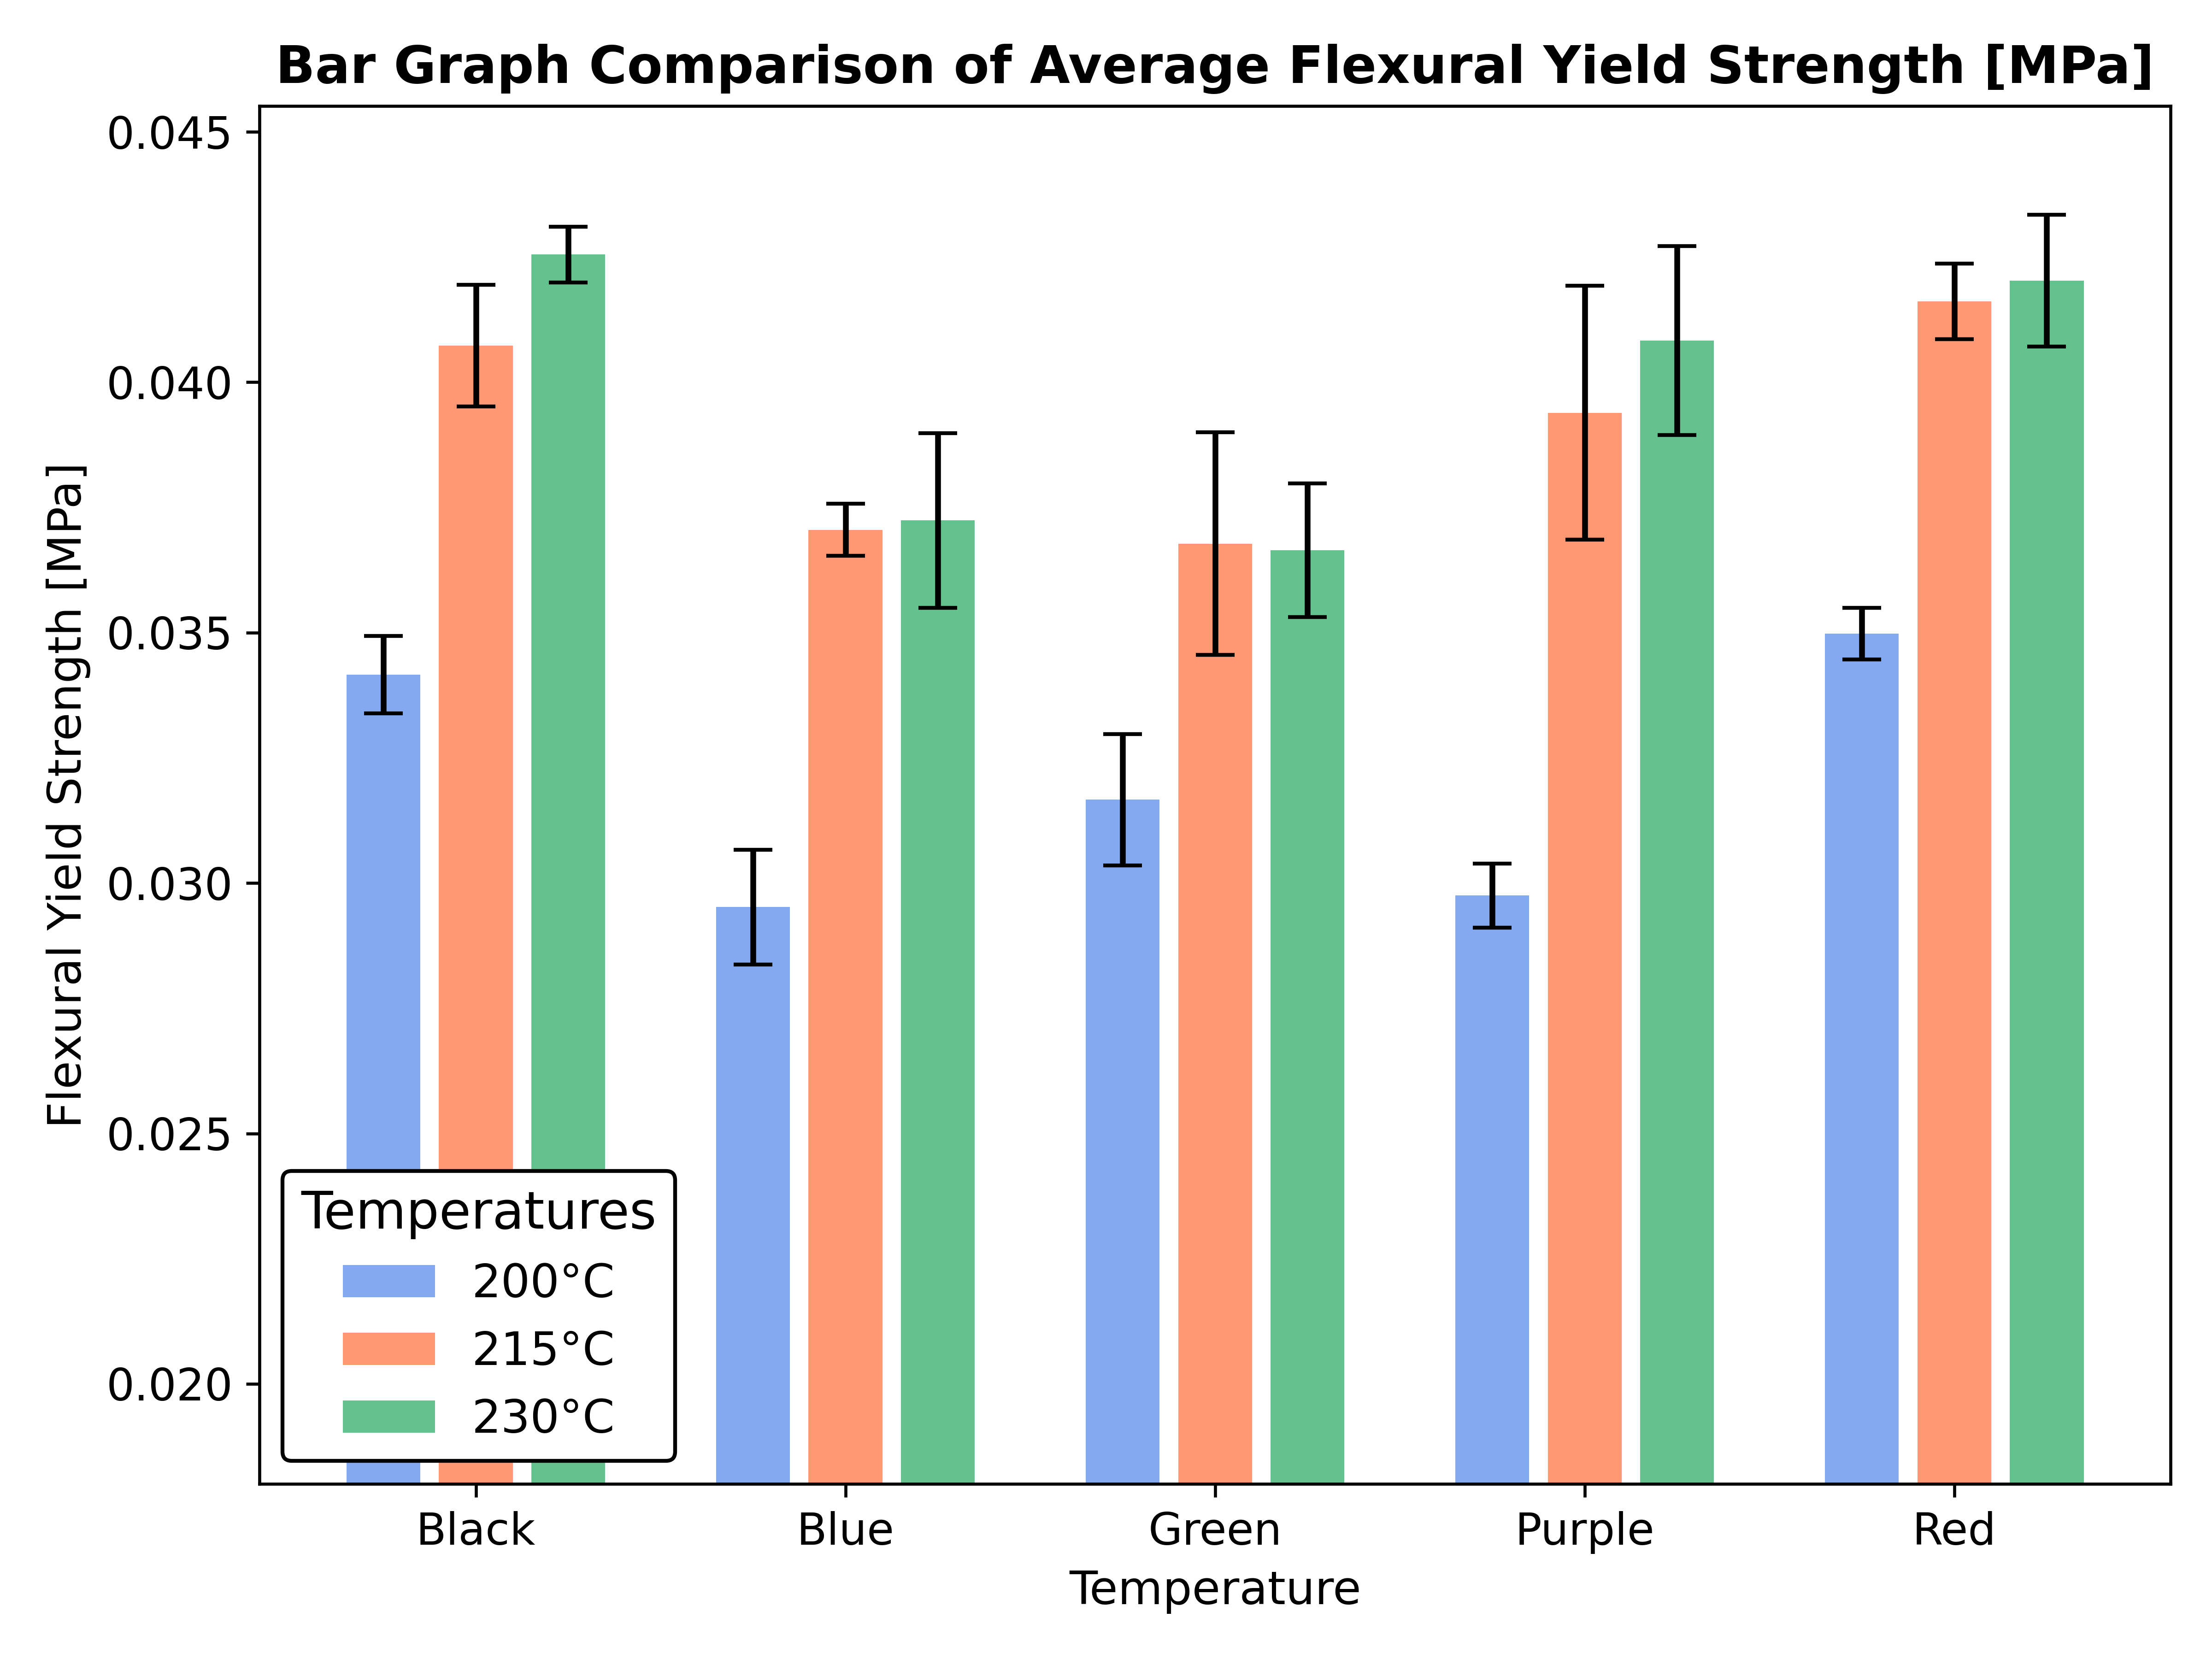 Bar Graph Comparison of Average Flexural Yield Strength [MPa]
Flexural Yield Strength [MPa]
0.045
0.040
0.035
0.030
0.025
0.020
Temperatures
200°C
215°C
230°C
Black Blue Green Purple Red
Temperature